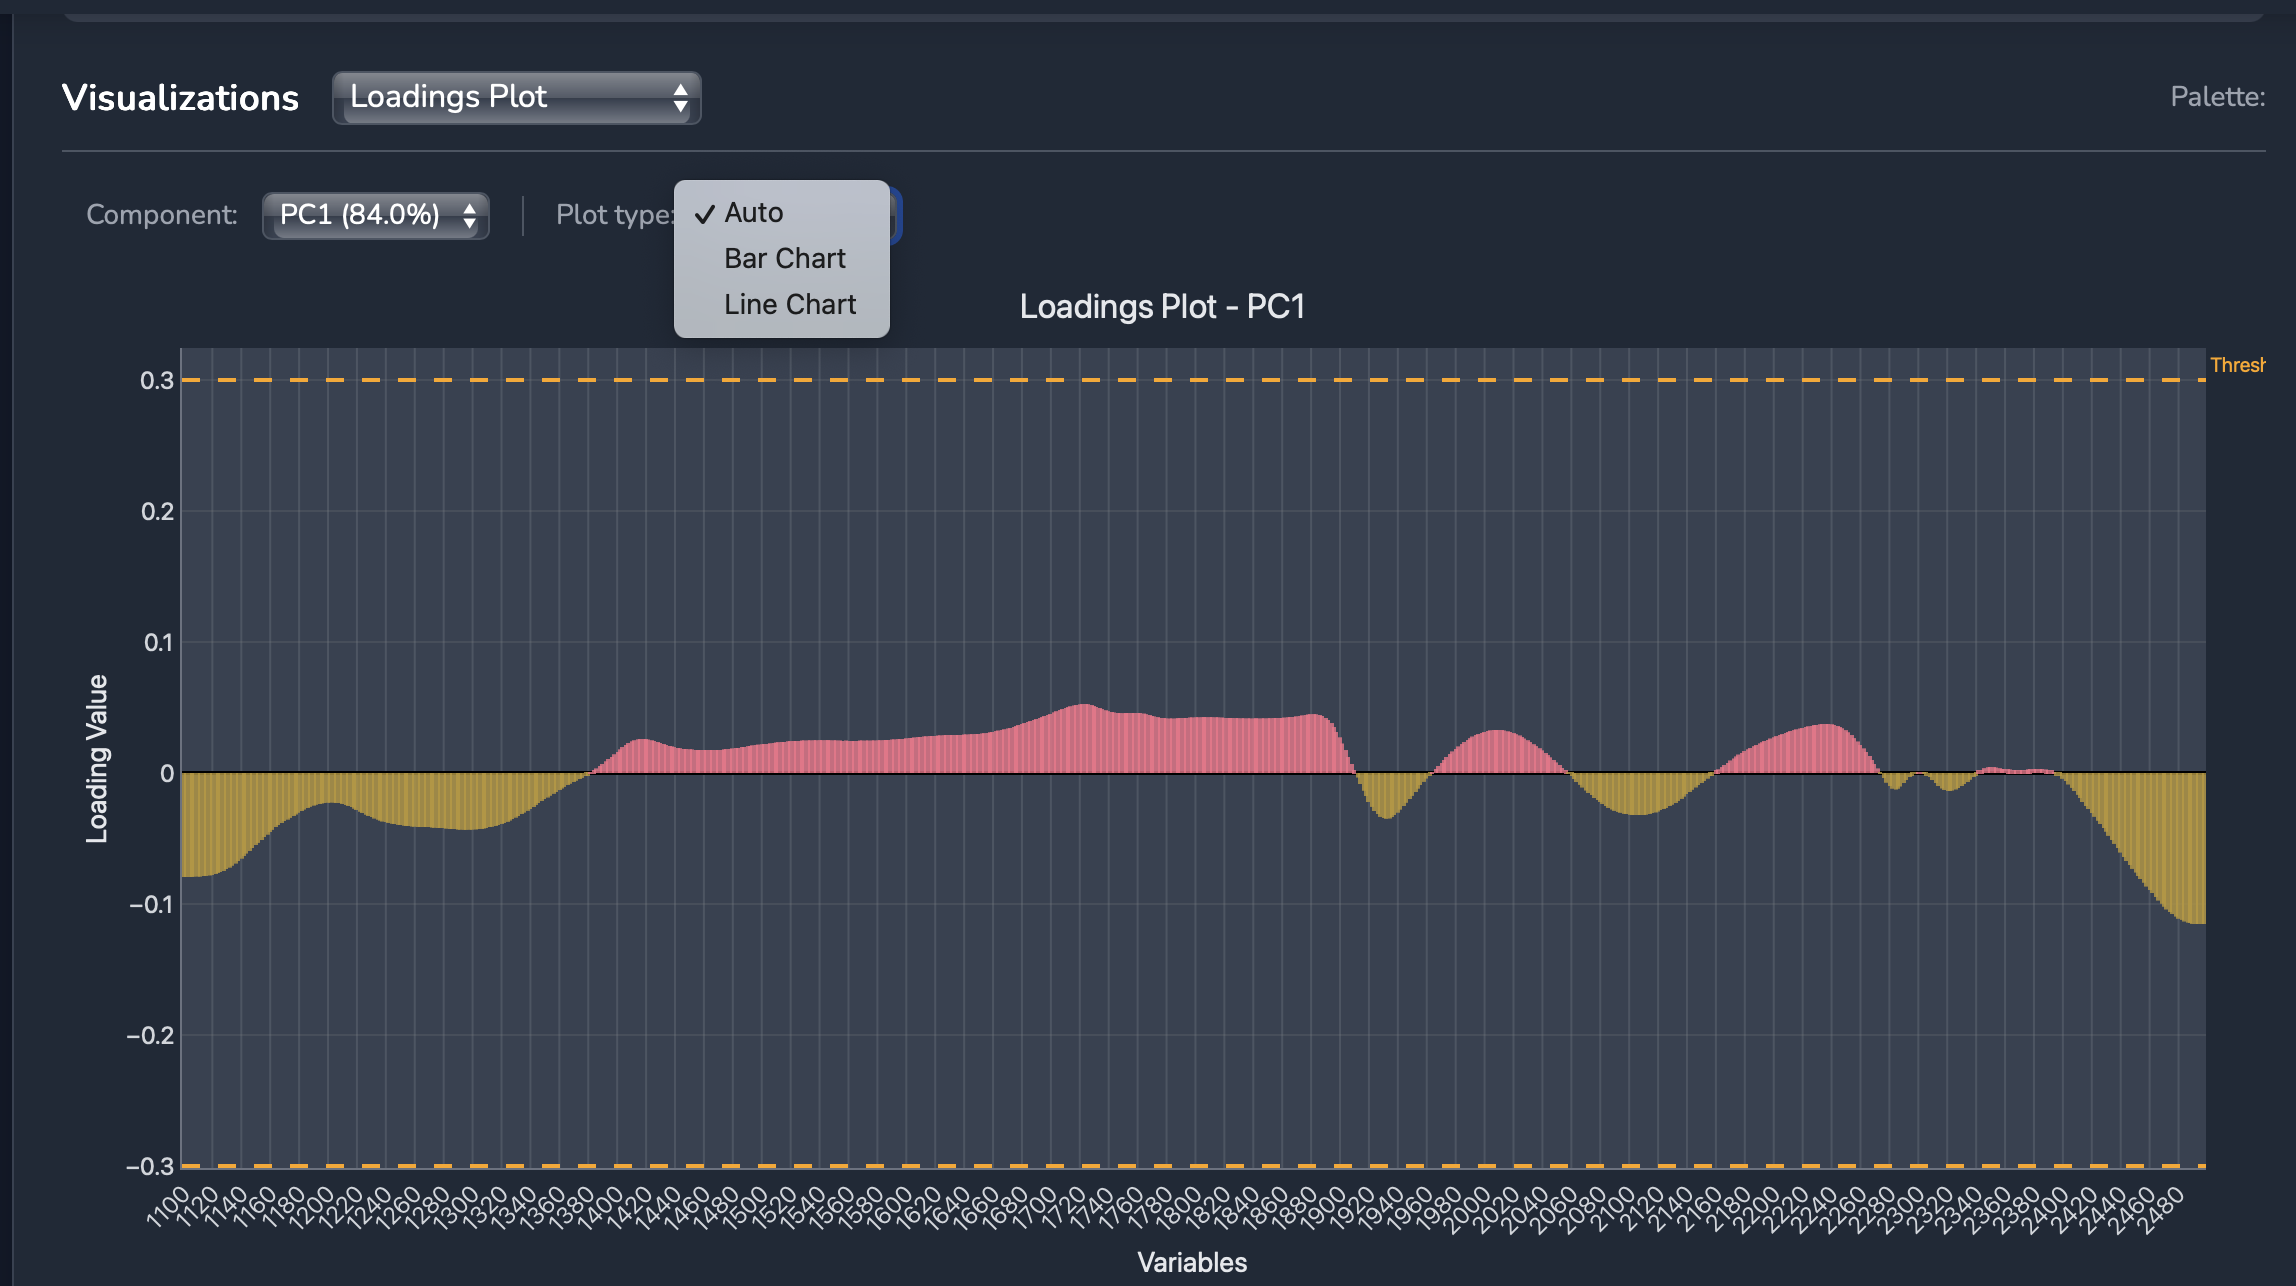 Visualizations Loadings Plot Palette:
Component: PC1 (84.0%) Plot type:
✓ Auto
Bar Chart
Line Chart
Loadings Plot - PC1
Thresh
0.3
0.2
0.1
0
−0.1
−0.2
−0.3
Loading Value
1100 1120 1140 1160 1180 1200 1220 1240 1260 1280 1300 1320 1340 1360 1380 1400 1420 1440 1460 1480 1500 1520 1540 1560 1580 1600 1620 1640 1660 1680 1700 1720 1740 1760 1780 1800 1820 1840 1860 1880 1900 1920 1940 1960 1980 2000 2020 2040 2060 2080 2100 2120 2140 2160 2180 2200 2220 2240 2260 2280 2300 2320 2340 2360 2380 2400 2420 2440 2460 2480
Variables